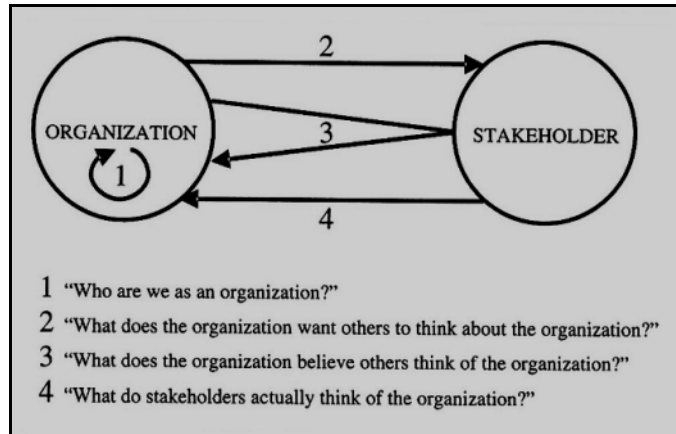 2
ORGANIZATION
3
STAKEHOLDER
1
4
1 “Who are we as an organization?”
2 “What does the organization want others to think about the organization?”
3 “What does the organization believe others think of the organization?”
4 “What do stakeholders actually think of the organization?”